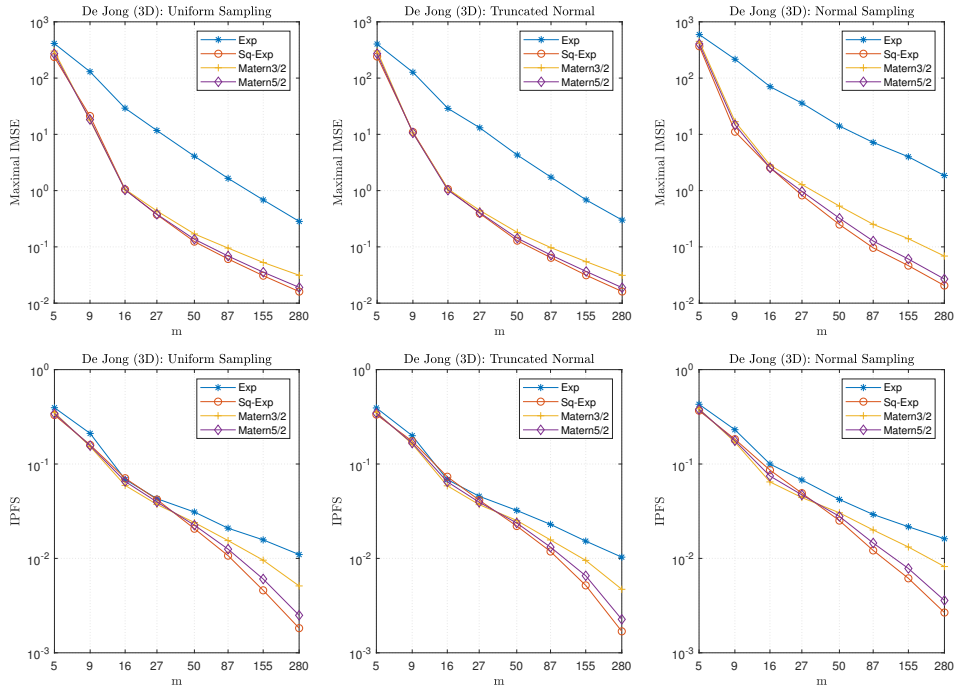 De Jong (3D): Uniform Sampling
Maximal IMSE
10^3
10^2
10^1
10^0
10^-1
10^-2
Exp
Sq-Exp
Matern3/2
Matern5/2
5 9 16 27 50 87 155 280
m
De Jong (3D): Truncated Normal
Maximal IMSE
10^3
10^2
10^1
10^0
10^-1
10^-2
Exp
Sq-Exp
Matern3/2
Matern5/2
5 9 16 27 50 87 155 280
m
De Jong (3D): Normal Sampling
Maximal IMSE
10^3
10^2
10^1
10^0
10^-1
10^-2
Exp
Sq-Exp
Matern3/2
Matern5/2
5 9 16 27 50 87 155 280
m
De Jong (3D): Uniform Sampling
IPFS
10^0
10^-1
10^-2
10^-3
Exp
Sq-Exp
Matern3/2
Matern5/2
5 9 16 27 50 87 155 280
m
De Jong (3D): Truncated Normal
IPFS
10^0
10^-1
10^-2
10^-3
Exp
Sq-Exp
Matern3/2
Matern5/2
5 9 16 27 50 87 155 280
m
De Jong (3D): Normal Sampling
IPFS
10^0
10^-1
10^-2
10^-3
Exp
Sq-Exp
Matern3/2
Matern5/2
5 9 16 27 50 87 155 280
m